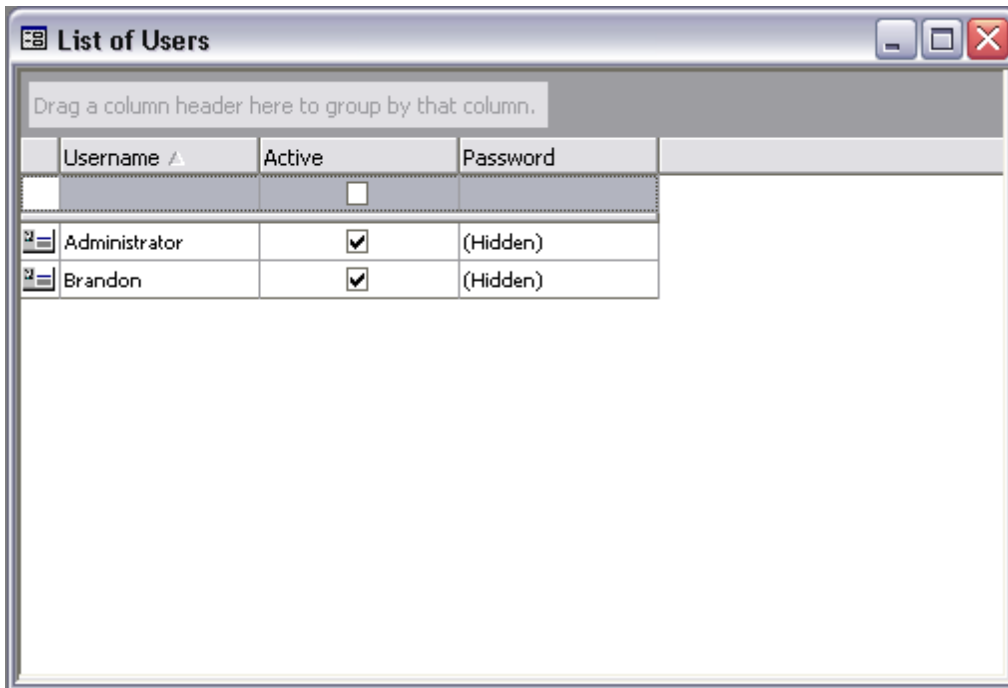 List of Users
Drag a column header here to group by that column.
Username Active Password
Administrator (Hidden)
Brandon (Hidden)